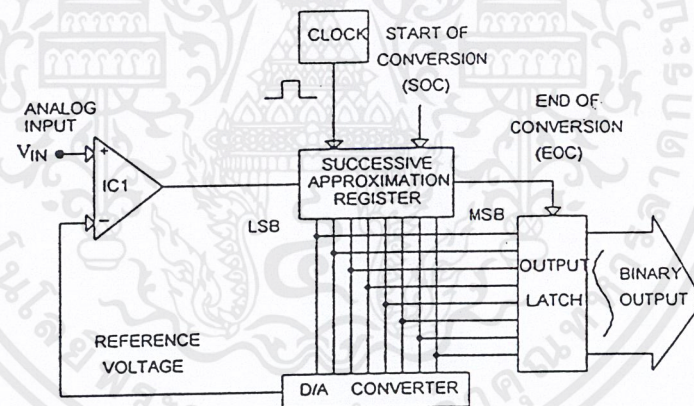 CLOCK
START OF
CONVERSION
(SOC)
END OF
CONVERSION
(EOC)
ANALOG
INPUT
VIN
+
IC1
−
SUCCESSIVE
APPROXIMATION
REGISTER
LSB
MSB
OUTPUT
LATCH
BINARY
OUTPUT
REFERENCE
VOLTAGE
D/A CONVERTER